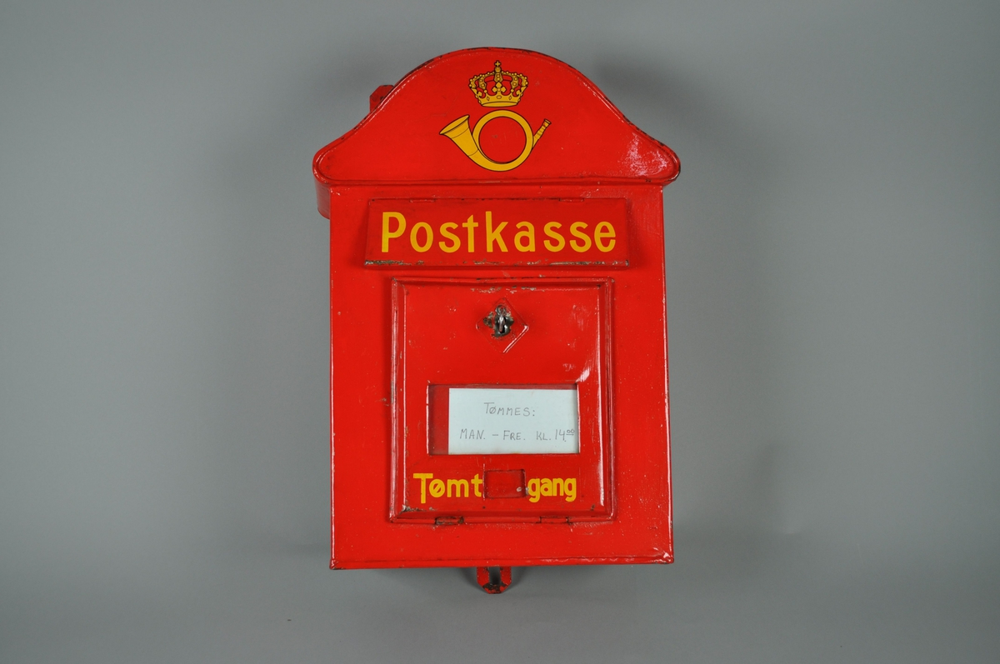 Postkasse
TØMMES:
MAN. – FRE. KL. 14⁰⁰
Tømt gang